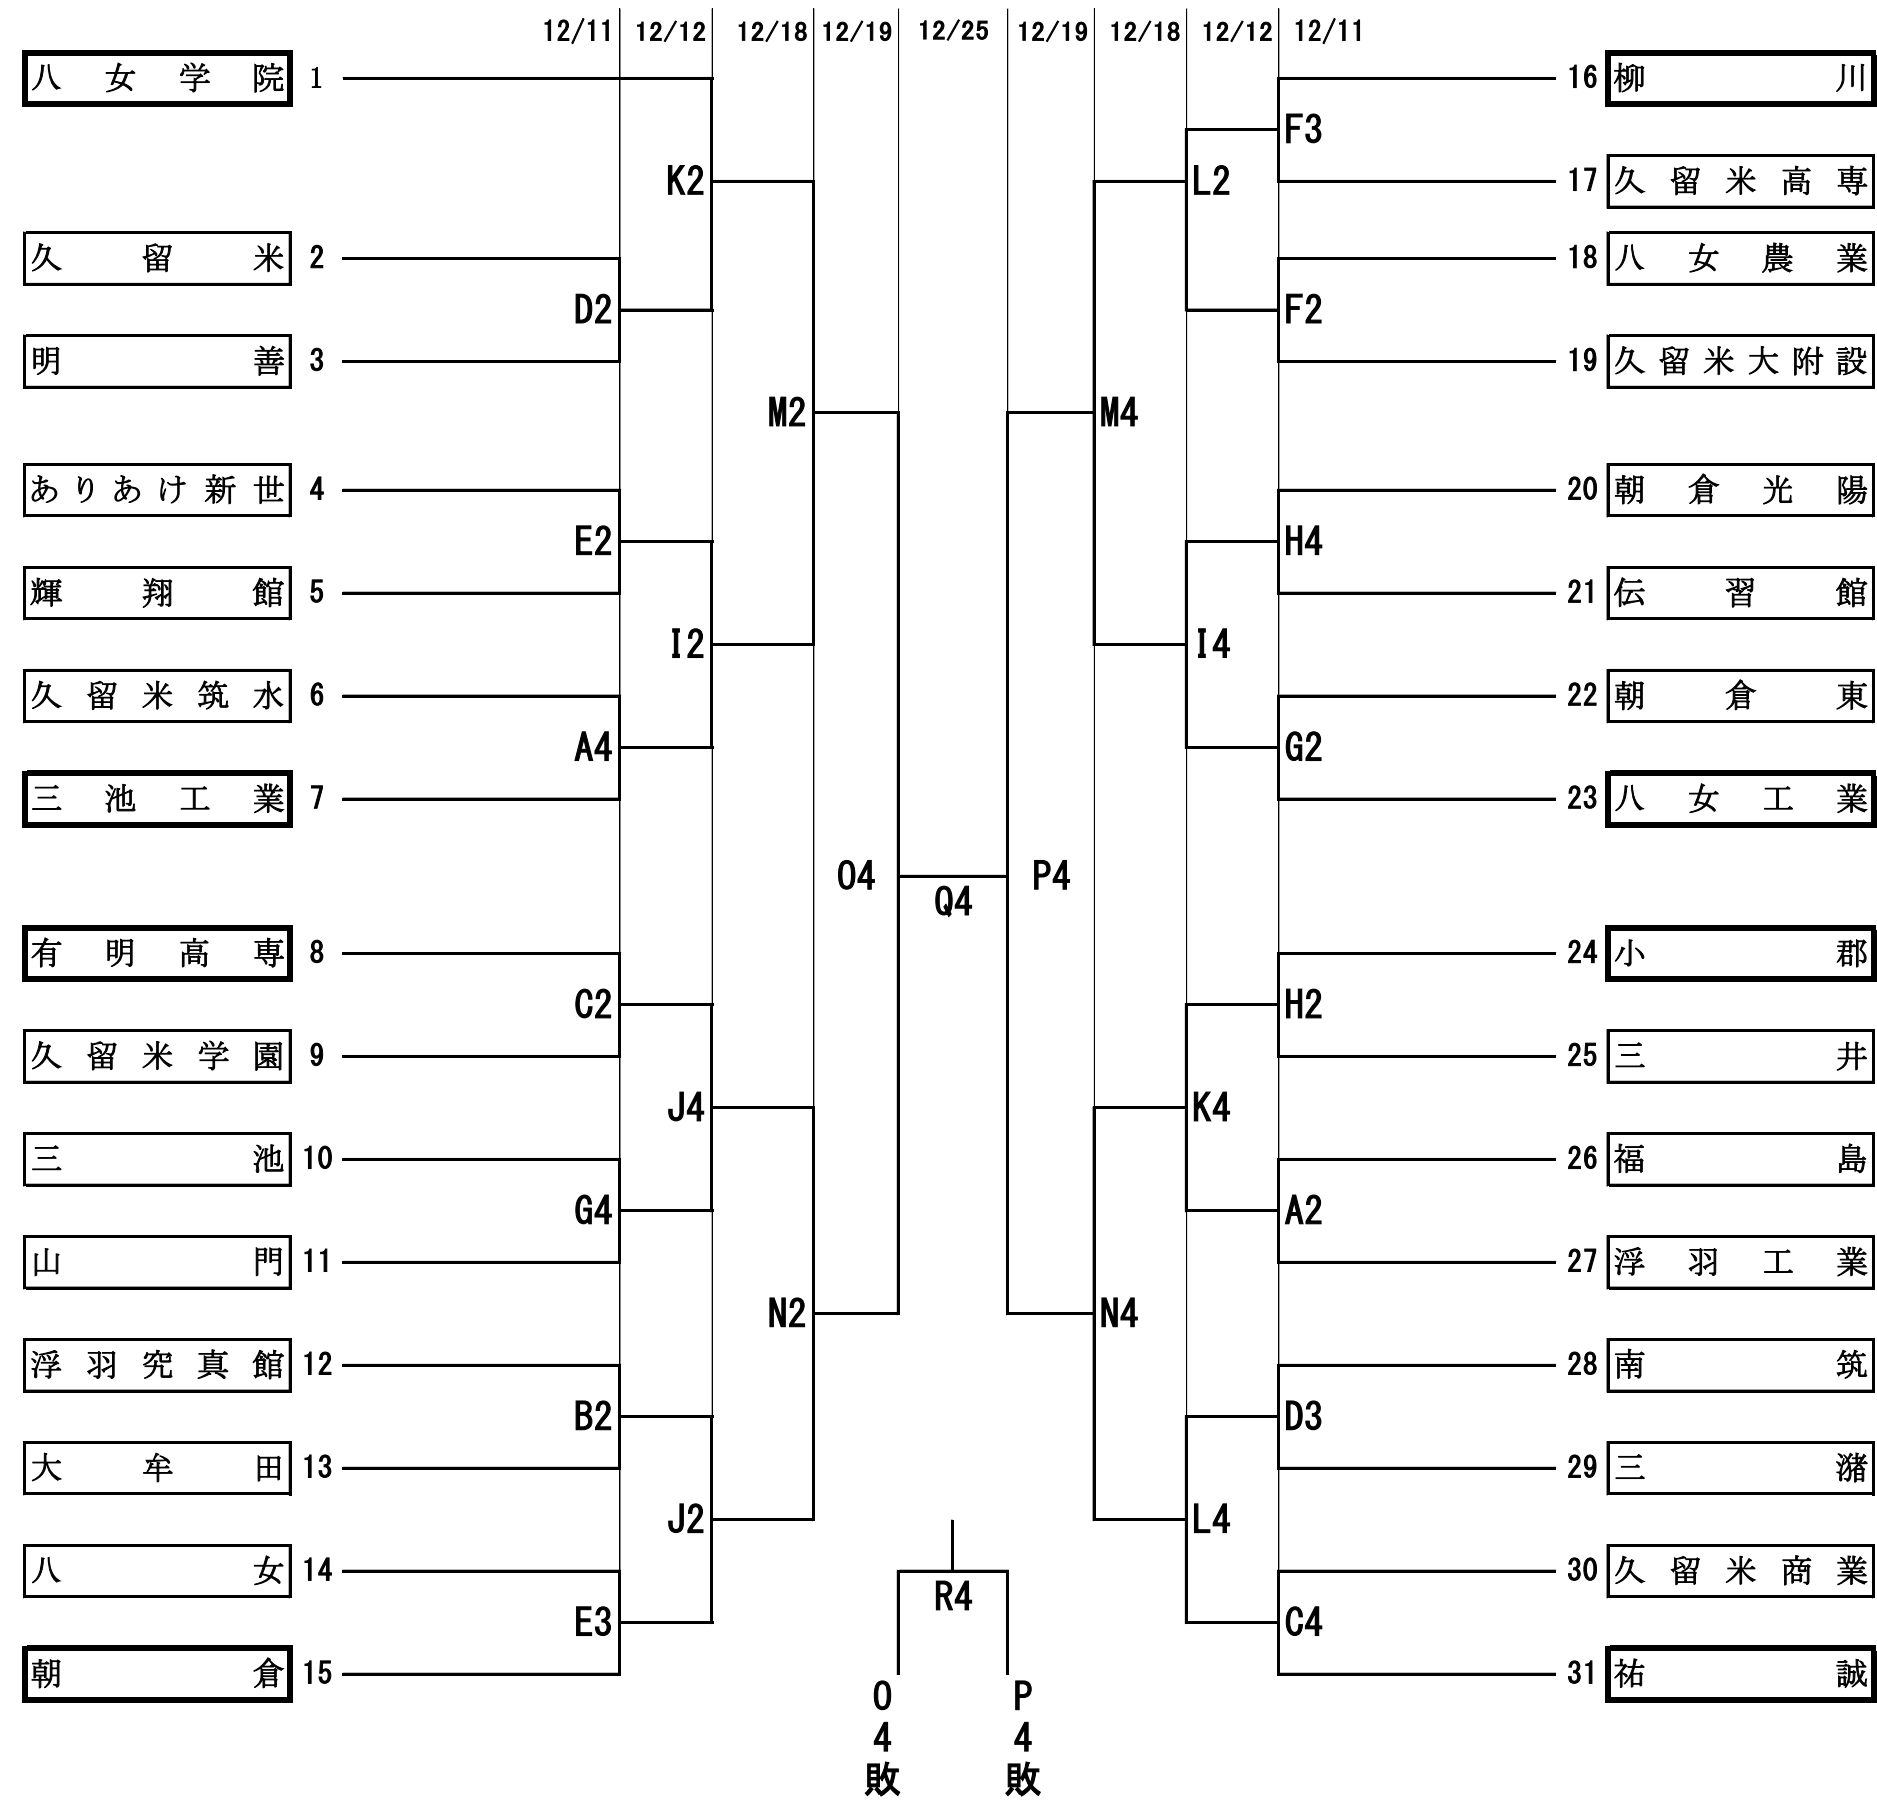 12/11 12/12 12/18 12/19 12/25 12/19 12/18 12/12 12/11
八女学院 1 16 柳川
F3
K2 L2 17 久留米高専
久留米 2 18 八女農業
D2 F2
明善 3 19 久留米大附設
M2 M4
ありあけ新世 4 20 朝倉光陽
E2 H4
輝翔館 5 21 伝習館
I2 I4
久留米筑水 6 22 朝倉東
A4 G2
三池工業 7 23 八女工業
O4 P4
Q4
有明高専 8 24 小郡
C2 H2
久留米学園 9 25 三井
J4 K4
三池 10 26 福島
G4 A2
山門 11 27 浮羽工業
N2 N4
浮羽究真館 12 28 南筑
B2 D3
大牟田 13 29 三潴
J2 L4
八女 14 30 久留米商業
R4
E3 C4
朝倉 15 31 祐誠
O4敗 P4敗